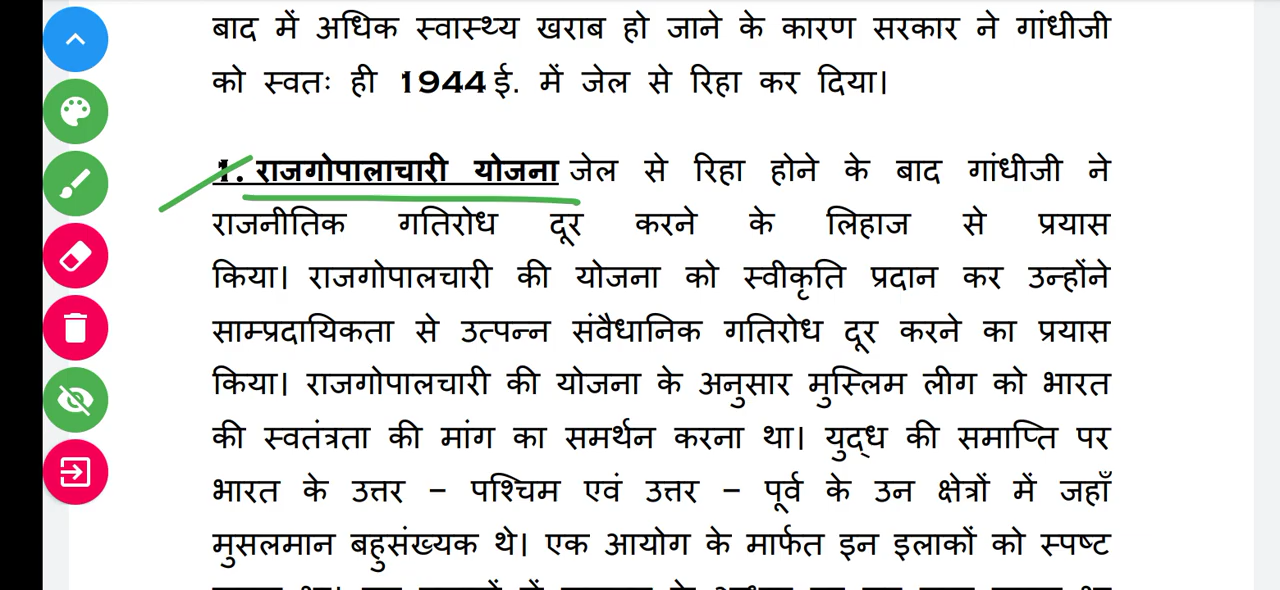 बाद में अधिक स्वास्थ्य खराब हो जाने के कारण सरकार ने गांधीजी
को स्वतः ही 1944 ई. में जेल से रिहा कर दिया।
1. राजगोपालाचारी योजना जेल से रिहा होने के बाद गांधीजी ने
राजनीतिक गतिरोध दूर करने के लिहाज से प्रयास
किया। राजगोपालचारी की योजना को स्वीकृति प्रदान कर उन्होंने
साम्प्रदायिकता से उत्पन्न संवैधानिक गतिरोध दूर करने का प्रयास
किया। राजगोपालचारी की योजना के अनुसार मुस्लिम लीग को भारत
की स्वतंत्रता की मांग का समर्थन करना था। युद्ध की समाप्ति पर
भारत के उत्तर – पश्चिम एवं उत्तर – पूर्व के उन क्षेत्रों में जहाँ
मुसलमान बहुसंख्यक थे। एक आयोग के मार्फत इन इलाकों को स्पष्ट